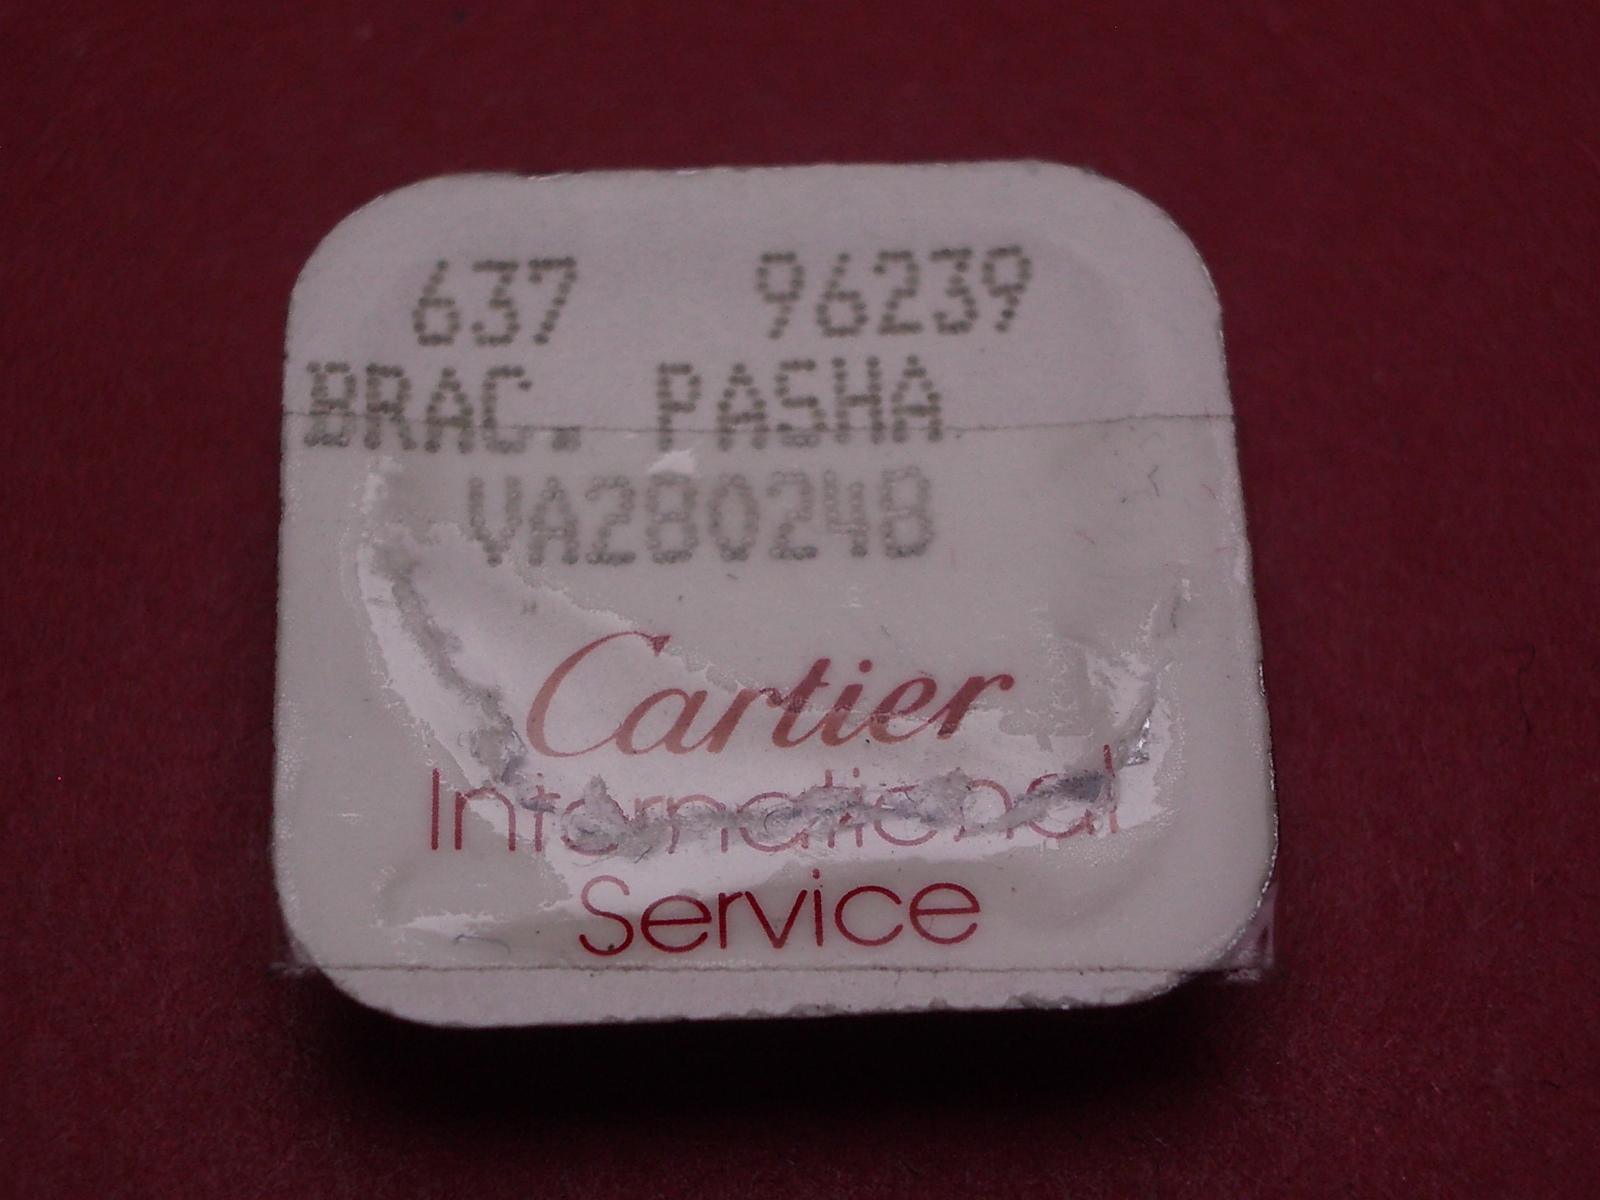 637 96239
BRAC. PASHA
VA280248
Cartier
International
Service